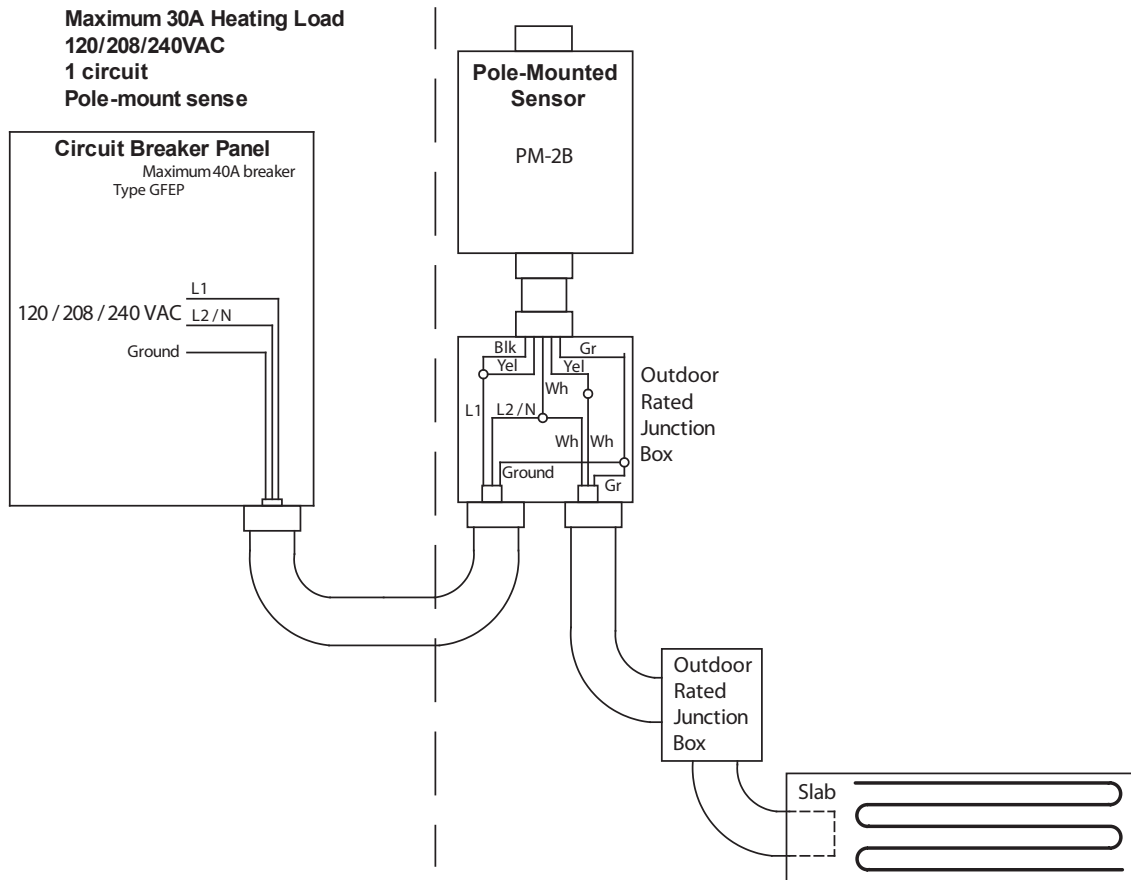 Maximum 30A Heating Load
120/208/240VAC
1 circuit
Pole-mount sense
Circuit Breaker Panel
Maximum 40A breaker
Type GFEP
L1
120 / 208 / 240 VAC
L2 / N
Ground
Pole-Mounted
Sensor
PM-2B
Blk
Gr
Yel
Yel
Wh
L1
L2 / N
Wh
Wh
Ground
Gr
Outdoor
Rated
Junction
Box
Outdoor
Rated
Junction
Box
Slab